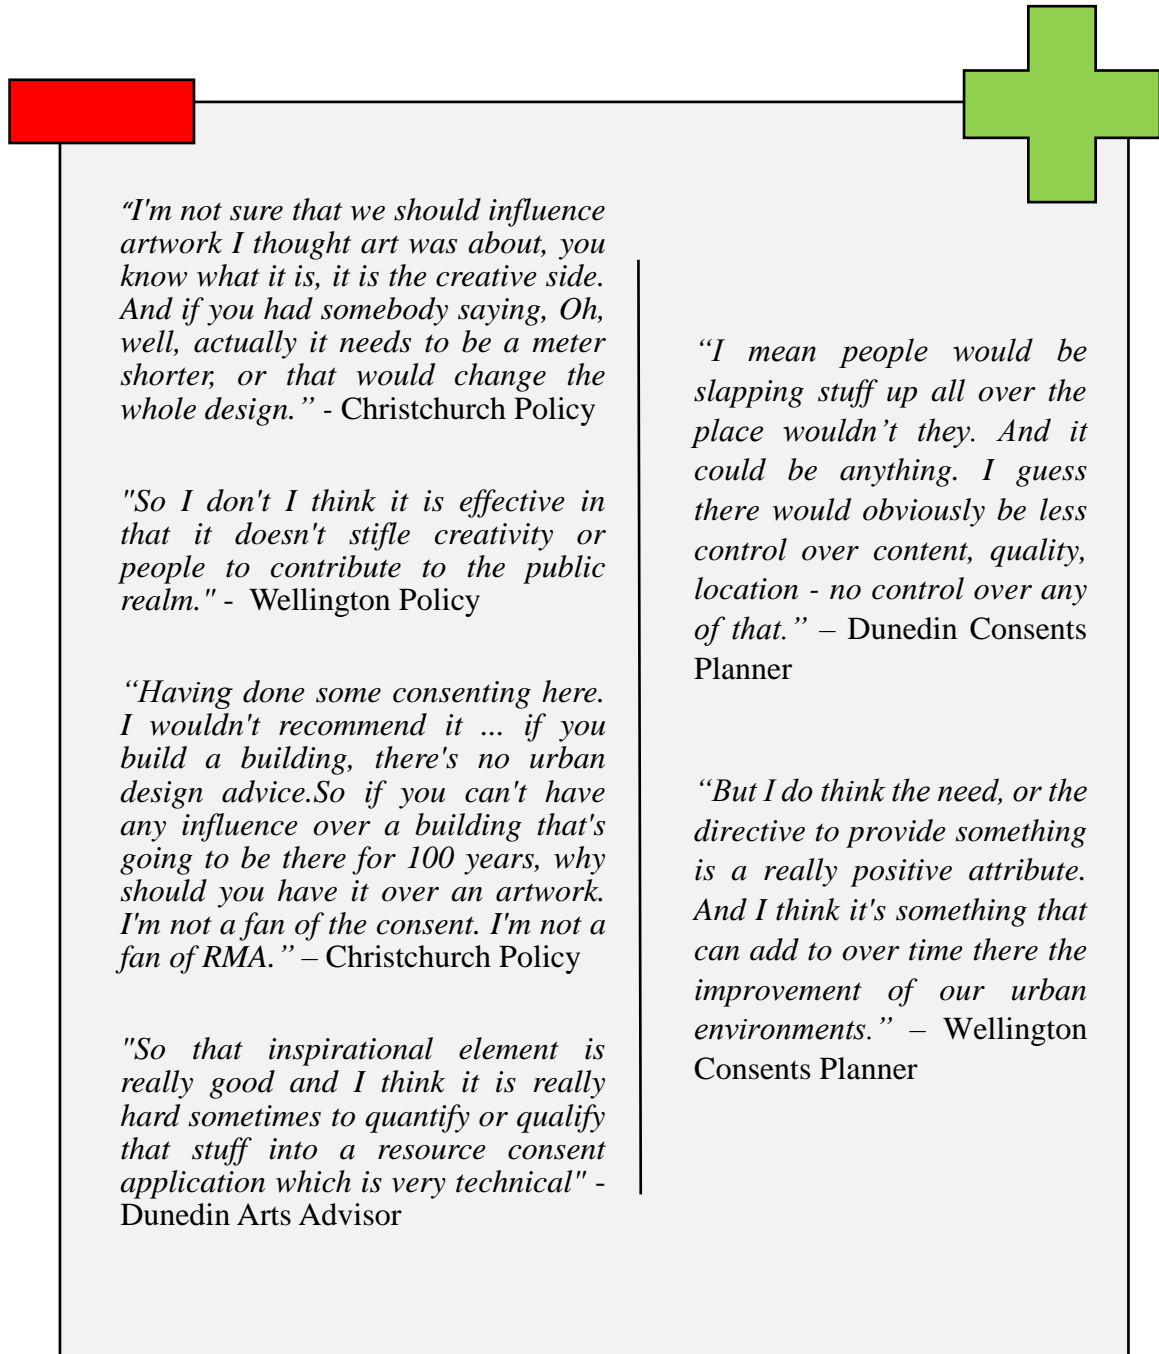 “I'm not sure that we should influence
artwork I thought art was about, you
know what it is, it is the creative side.
And if you had somebody saying, Oh,
well, actually it needs to be a meter
shorter, or that would change the
whole design.” - Christchurch Policy
"So I don't I think it is effective in
that it doesn't stifle creativity or
people to contribute to the public
realm." - Wellington Policy
“Having done some consenting here.
I wouldn't recommend it ... if you
build a building, there's no urban
design advice.So if you can't have
any influence over a building that's
going to be there for 100 years, why
should you have it over an artwork.
I'm not a fan of the consent. I'm not a
fan of RMA.” – Christchurch Policy
"So that inspirational element is
really good and I think it is really
hard sometimes to quantify or qualify
that stuff into a resource consent
application which is very technical" -
Dunedin Arts Advisor
“I mean people would be
slapping stuff up all over the
place wouldn’t they. And it
could be anything. I guess
there would obviously be less
control over content, quality,
location - no control over any
of that.” – Dunedin Consents
Planner
“But I do think the need, or the
directive to provide something
is a really positive attribute.
And I think it's something that
can add to over time there the
improvement of our urban
environments.” – Wellington
Consents Planner